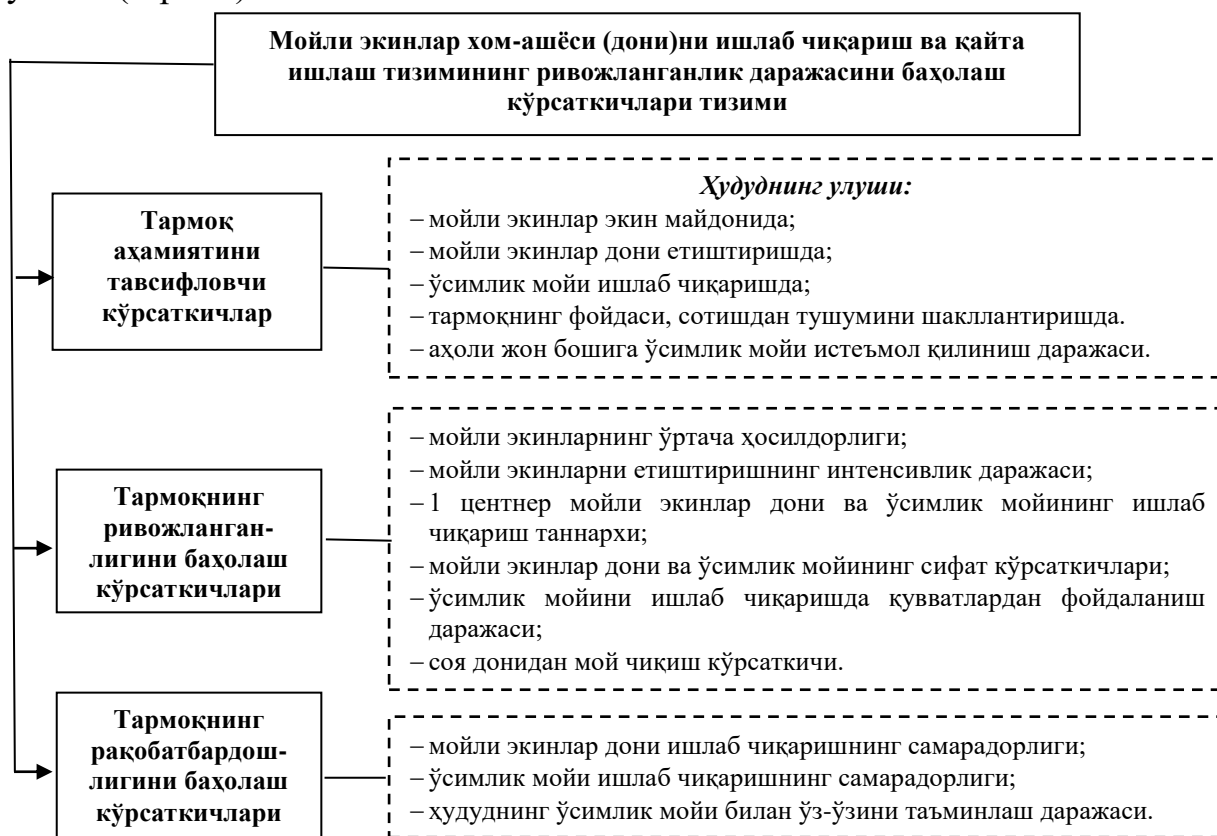 Мойли экинлар хом-ашёси (дони)ни ишлаб чиқариш ва қайта
ишлаш тизимининг ривожланганлик даражасини баҳолаш
кўрсаткичлари тизими
Тармоқ
аҳамиятини
тавсифловчи
кўрсаткичлар
Ҳудуднинг улуши:
– мойли экинлар экин майдонида;
– мойли экинлар дони етиштиришда;
– ўсимлик мойи ишлаб чиқаришда;
– тармоқнинг фойдаси, сотишдан тушумини шакллантиришда.
– аҳоли жон бошига ўсимлик мойи истеъмол қилиниш даражаси.
Тармоқнинг
ривожланган-
лигини баҳолаш
кўрсаткичлари
– мойли экинларнинг ўртача ҳосилдорлиги;
– мойли экинларни етиштиришнинг интенсивлик даражаси;
– 1 центнер мойли экинлар дони ва ўсимлик мойининг ишлаб
чиқариш таннархи;
– мойли экинлар дони ва ўсимлик мойининг сифат кўрсаткичлари;
– ўсимлик мойини ишлаб чиқаришда қувватлардан фойдаланиш
даражаси;
– соя донидан мой чиқиш кўрсаткичи.
Тармоқнинг
рақобатбардош-
лигини баҳолаш
кўрсаткичлари
– мойли экинлар дони ишлаб чиқаришнинг самарадорлиги;
– ўсимлик мойи ишлаб чиқаришнинг самарадорлиги;
– ҳудуднинг ўсимлик мойи билан ўз-ўзини таъминлаш даражаси.